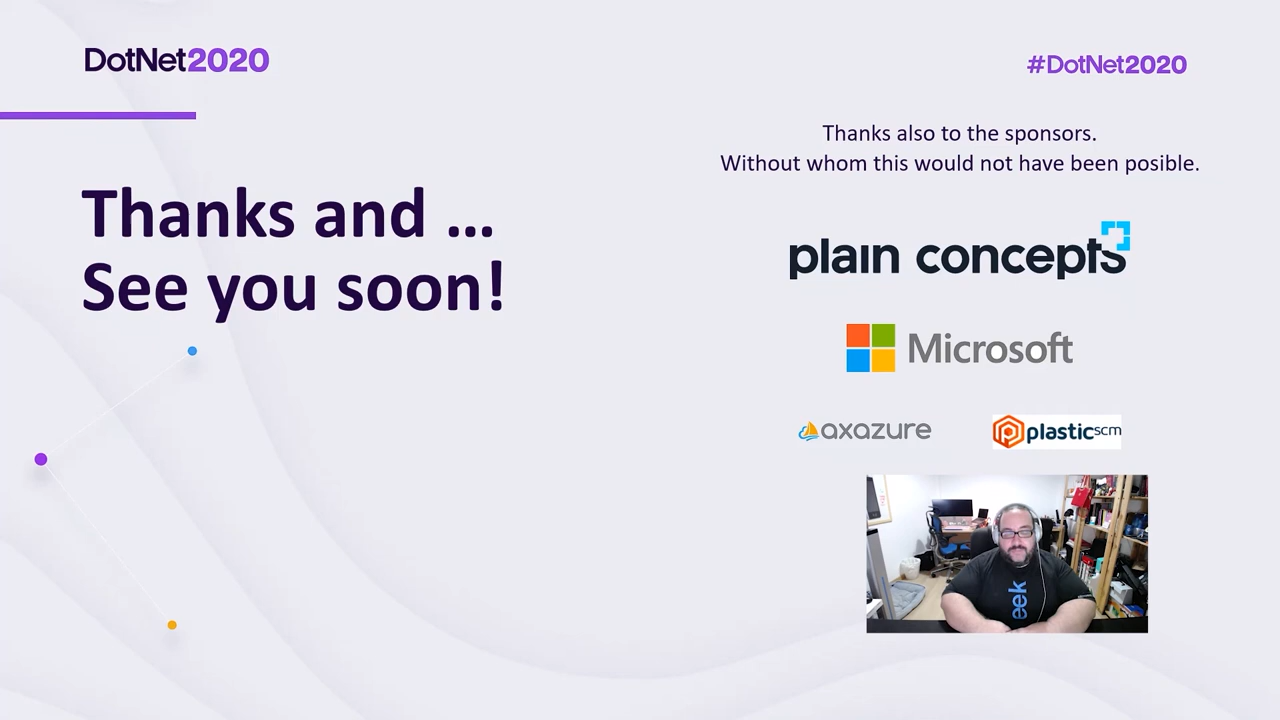 DotNet2020
#DotNet2020
Thanks and ...
See you soon!
Thanks also to the sponsors.
Without whom this would not have been posible.
plain concepts
Microsoft
axazure
plasticscm
eek